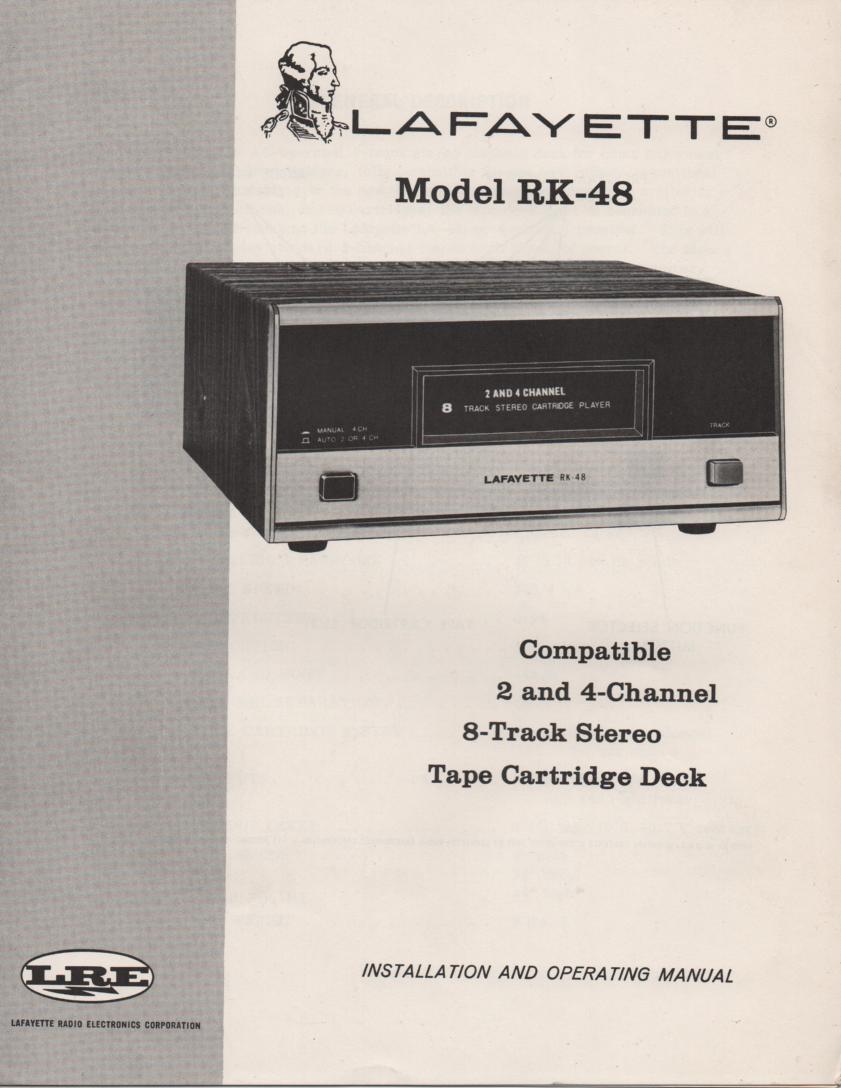 LAFAYETTE®
Model RK-48
2 AND 4 CHANNEL
8 TRACK STEREO CARTRIDGE PLAYER
MANUAL 4 CH
AUTO 2 OR 4 CH
TRACK
LAFAYETTE RK-48
Compatible
2 and 4-Channel
8-Track Stereo
Tape Cartridge Deck
LRE
LAFAYETTE RADIO ELECTRONICS CORPORATION
INSTALLATION AND OPERATING MANUAL